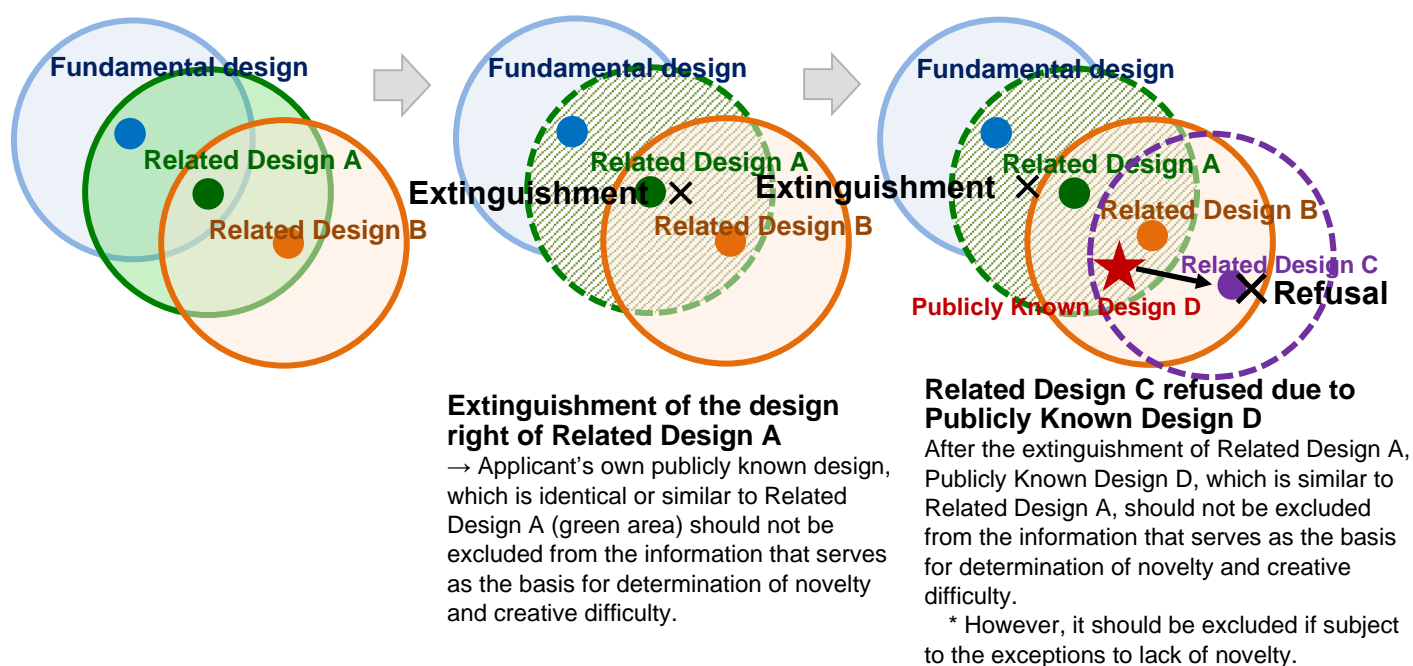 Fundamental design
Related Design A
Related Design B
Fundamental design
Related Design A
Extinguishment
Related Design B
Fundamental design
Related Design A
Extinguishment
Related Design B
Related Design C
Refusal
Publicly Known Design D
Extinguishment of the design
right of Related Design A
→ Applicant’s own publicly known design,
which is identical or similar to Related
Design A (green area) should not be
excluded from the information that serves
as the basis for determination of novelty
and creative difficulty.
Related Design C refused due to
Publicly Known Design D
After the extinguishment of Related Design A,
Publicly Known Design D, which is similar to
Related Design A, should not be excluded
from the information that serves as the basis
for determination of novelty and creative
difficulty.
* However, it should be excluded if subject
to the exceptions to lack of novelty.